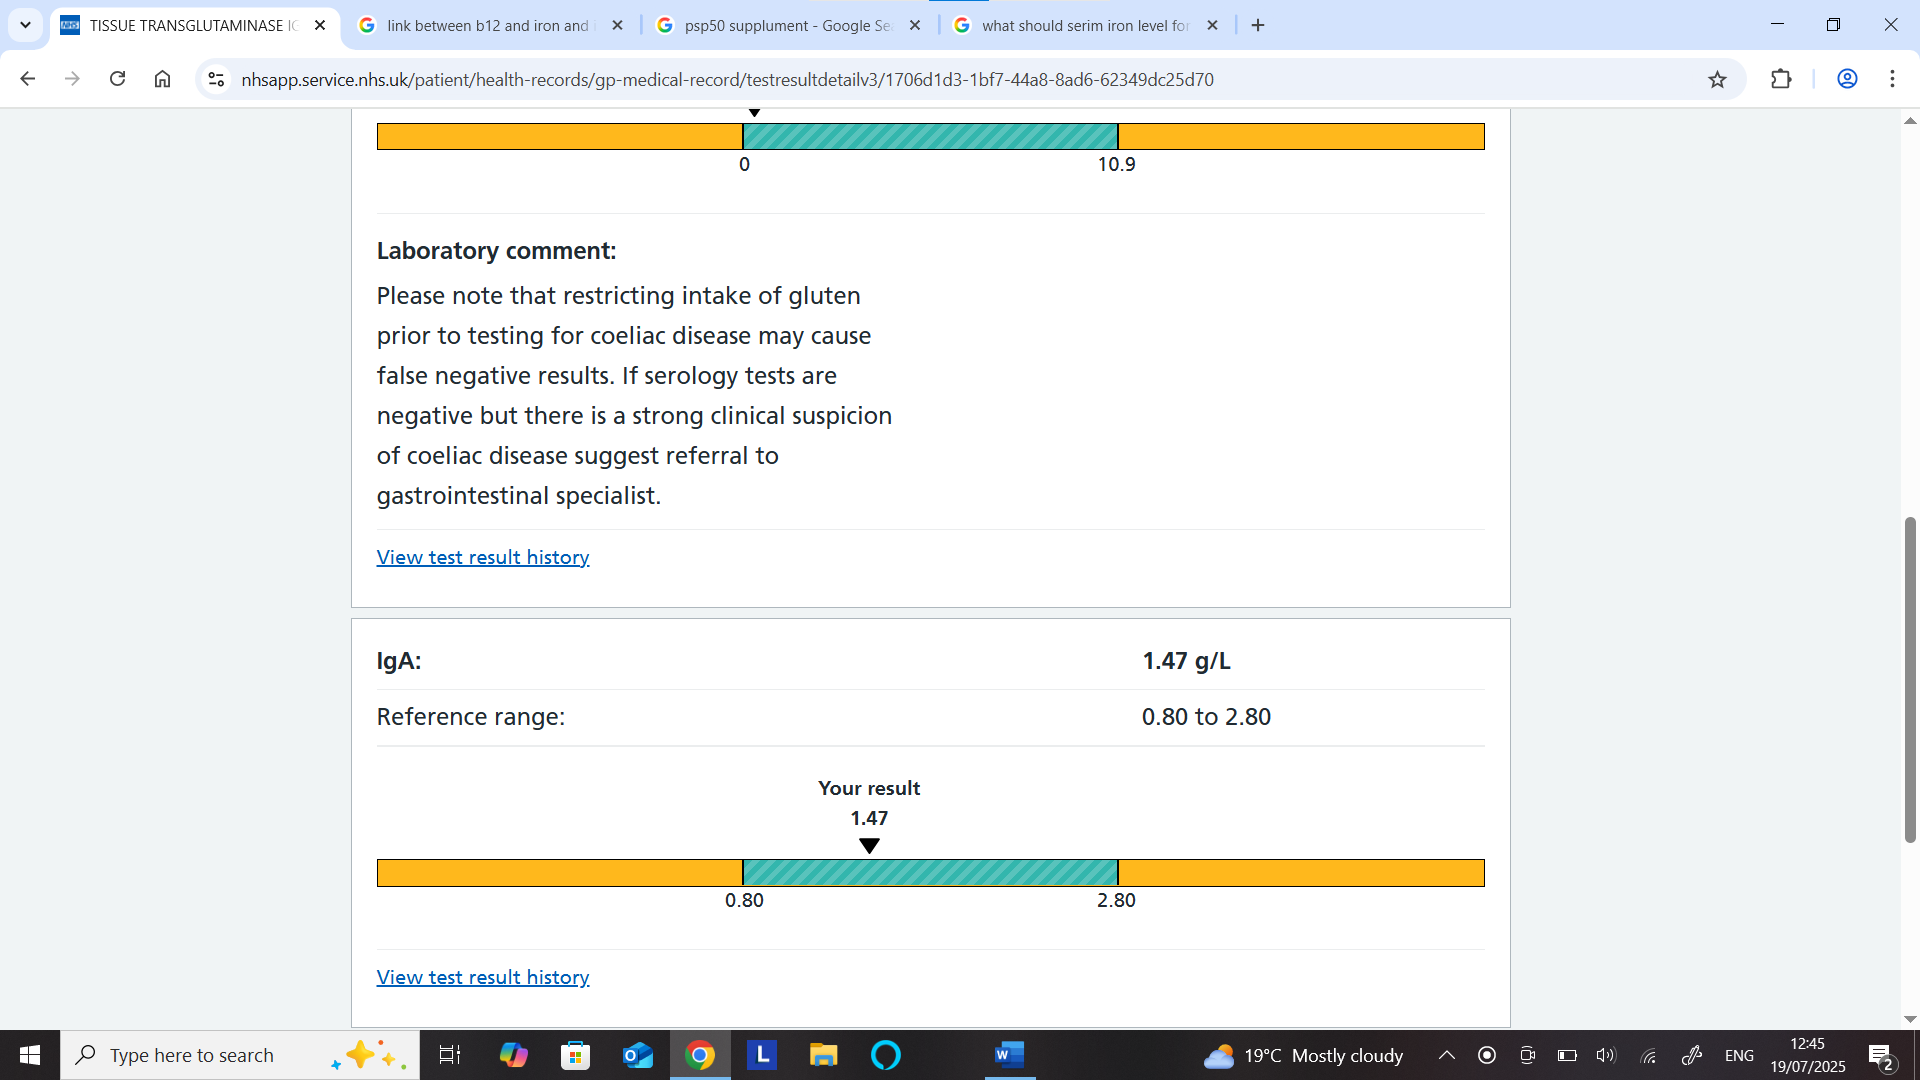 NHS
TISSUE TRANSGLUTAMINASE IG
link between b12 and iron and
psp50 supplument - Google Se
what should serim iron level for
nhsapp.service.nhs.uk/patient/health-records/gp-medical-record/testresultdetailv3/1706d1d3-1bf7-44a8-8ad6-62349dc25d70
0
10.9
Laboratory comment:
Please note that restricting intake of gluten
prior to testing for coeliac disease may cause
false negative results. If serology tests are
negative but there is a strong clinical suspicion
of coeliac disease suggest referral to
gastrointestinal specialist.
View test result history
IgA:
1.47 g/L
Reference range:
0.80 to 2.80
Your result
1.47
0.80
2.80
View test result history
Type here to search
L
19°C Mostly cloudy
ENG
12:45
19/07/2025
2